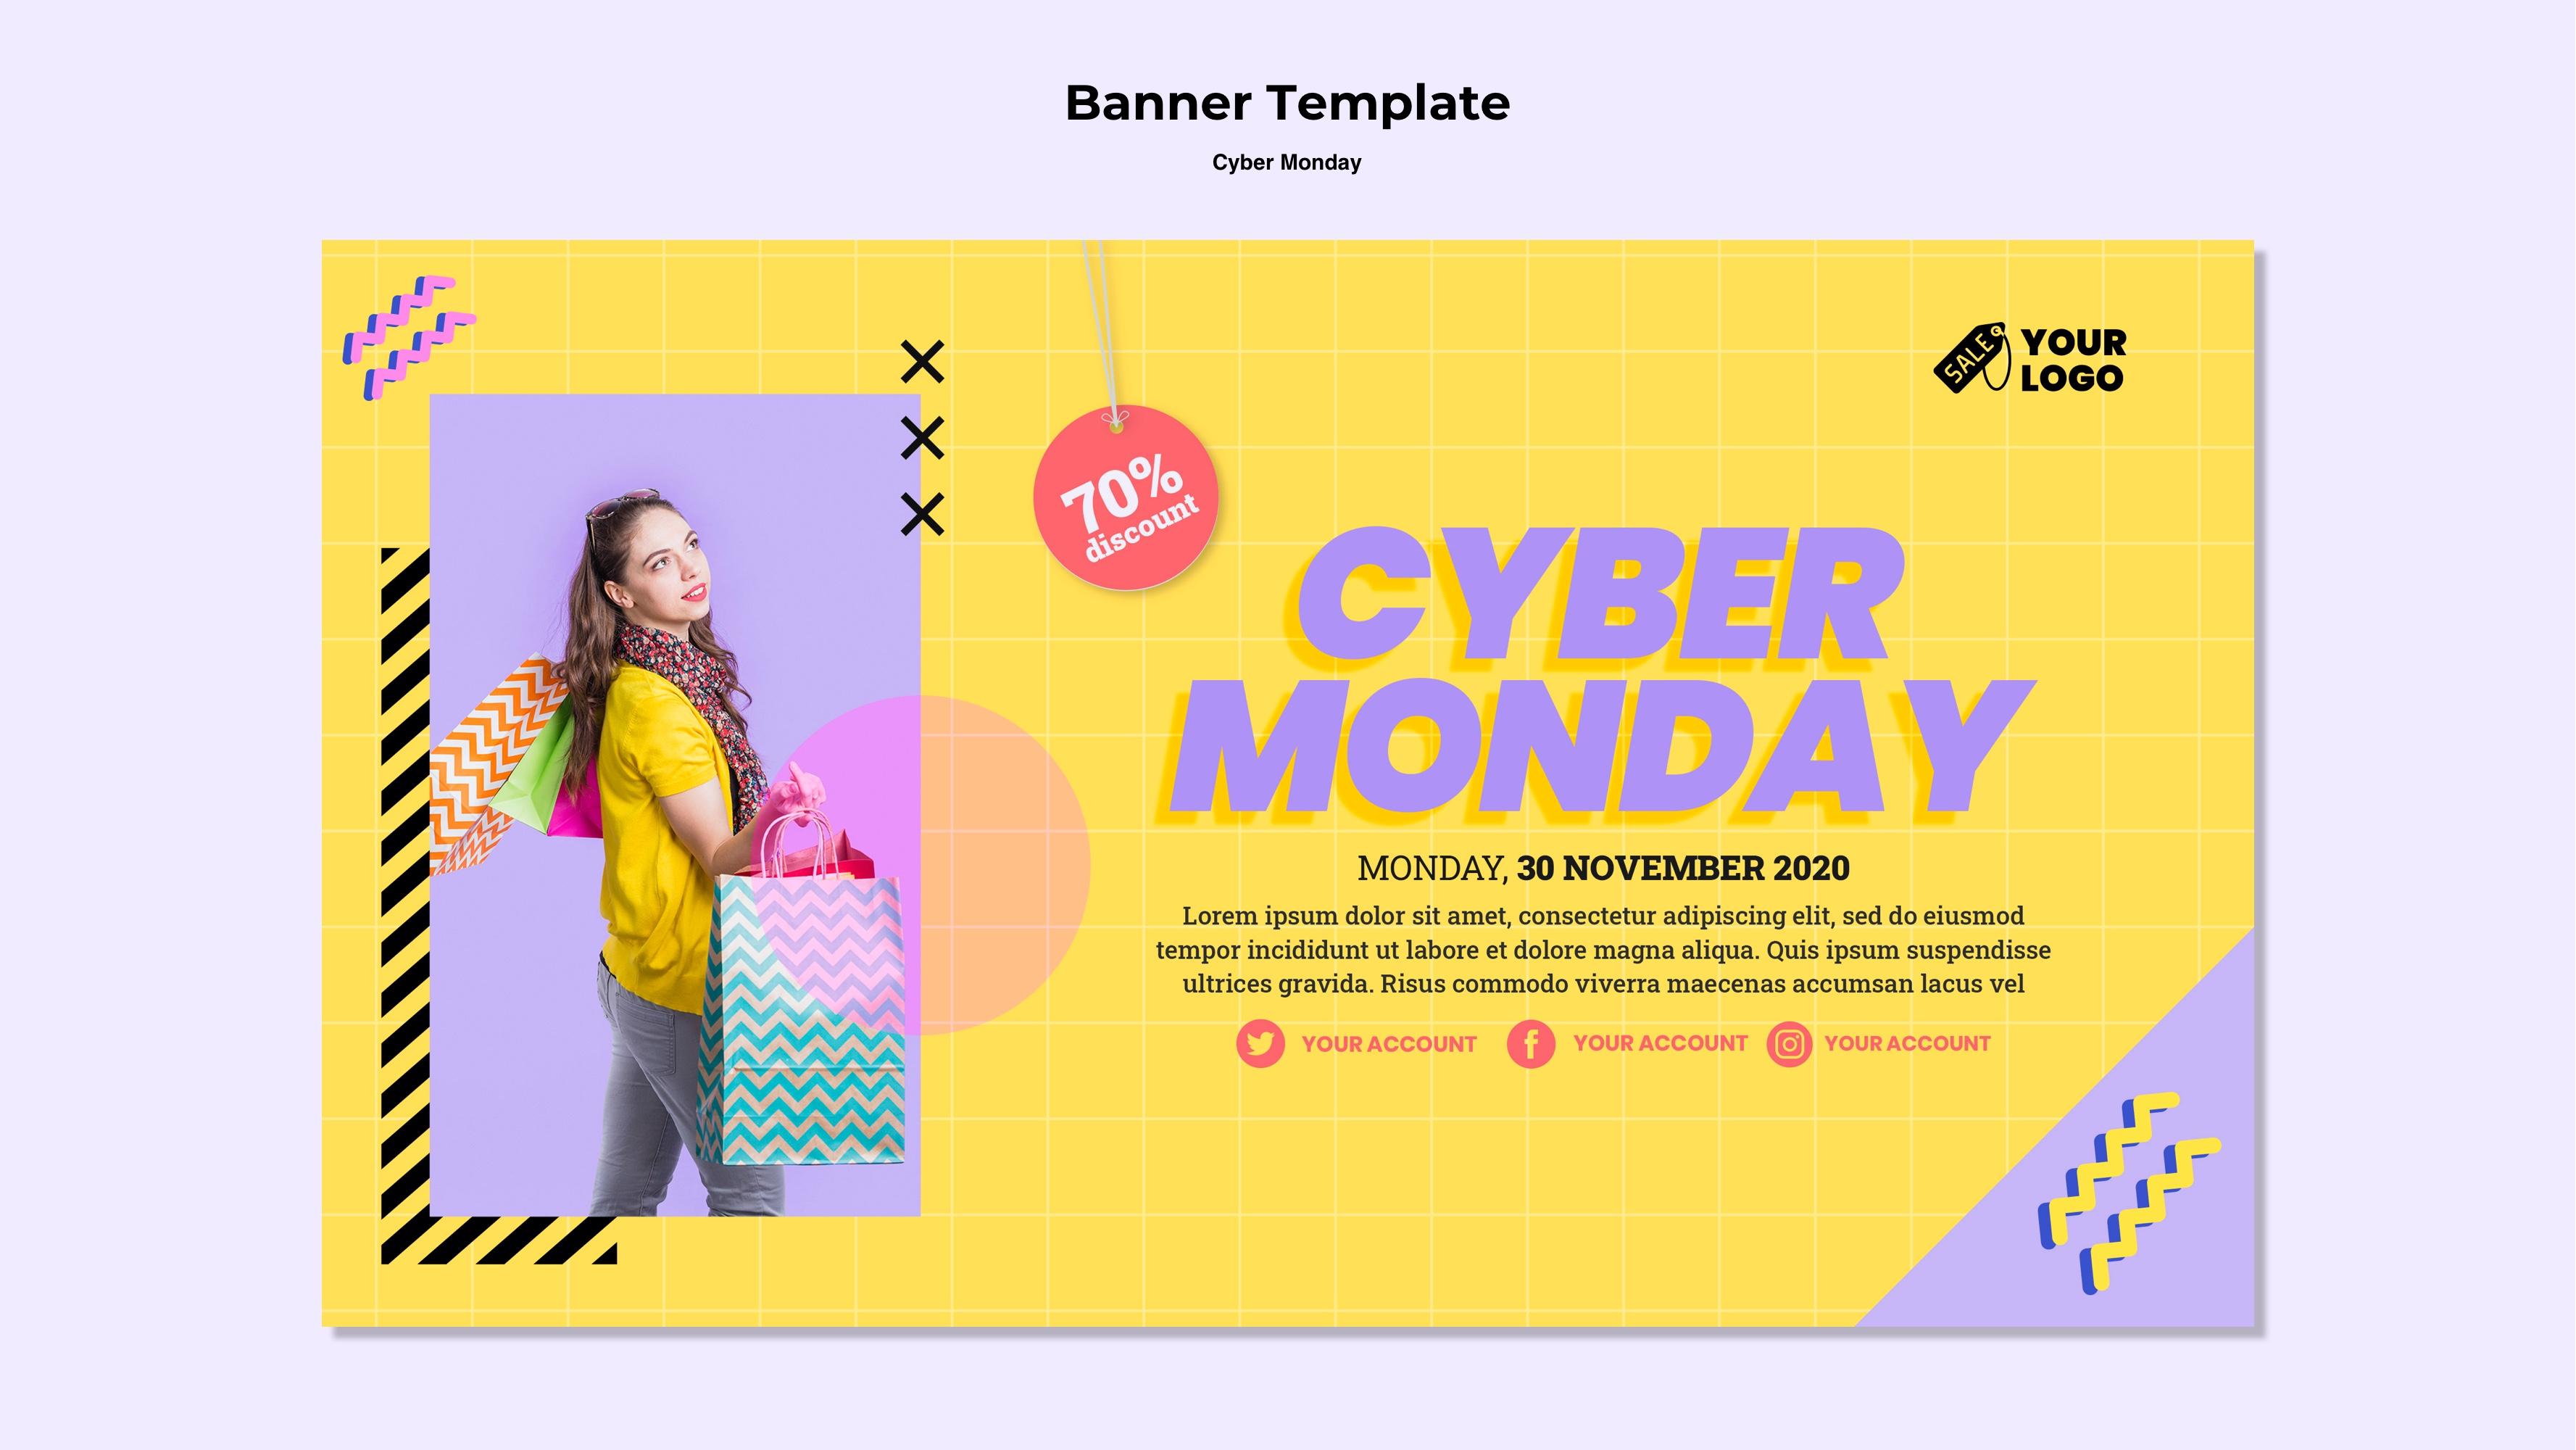 Banner Template
Cyber Monday
SALE
YOUR
LOGO
70%
discount
CYBER
MONDAY
MONDAY, 30 NOVEMBER 2020
Lorem ipsum dolor sit amet, consectetur adipiscing elit, sed do eiusmod
tempor incididunt ut labore et dolore magna aliqua. Quis ipsum suspendisse
ultrices gravida. Risus commodo viverra maecenas accumsan lacus vel
YOUR ACCOUNT YOUR ACCOUNT YOUR ACCOUNT